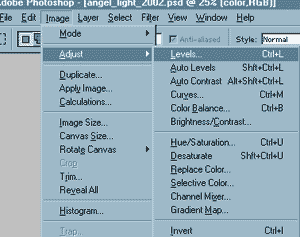 Adobe Photoshop - [angel_light_2002.psd @ 25% (color,RGB)]
File Edit Image Layer Select Filter View Window Help
Anti-aliased Style: Normal
Mode
Adjust
Duplicate...
Apply Image...
Calculations...
Image Size...
Canvas Size...
Rotate Canvas
Crop
Trim...
Reveal All
Histogram...
Trap...
Levels... Ctrl+L
Auto Levels Shft+Ctrl+L
Auto Contrast Alt+Shft+Ctrl+L
Curves... Ctrl+M
Color Balance... Ctrl+B
Brightness/Contrast...
Hue/Saturation... Ctrl+U
Desaturate Shft+Ctrl+U
Replace Color...
Selective Color...
Channel Mixer...
Gradient Map...
Invert Ctrl+I